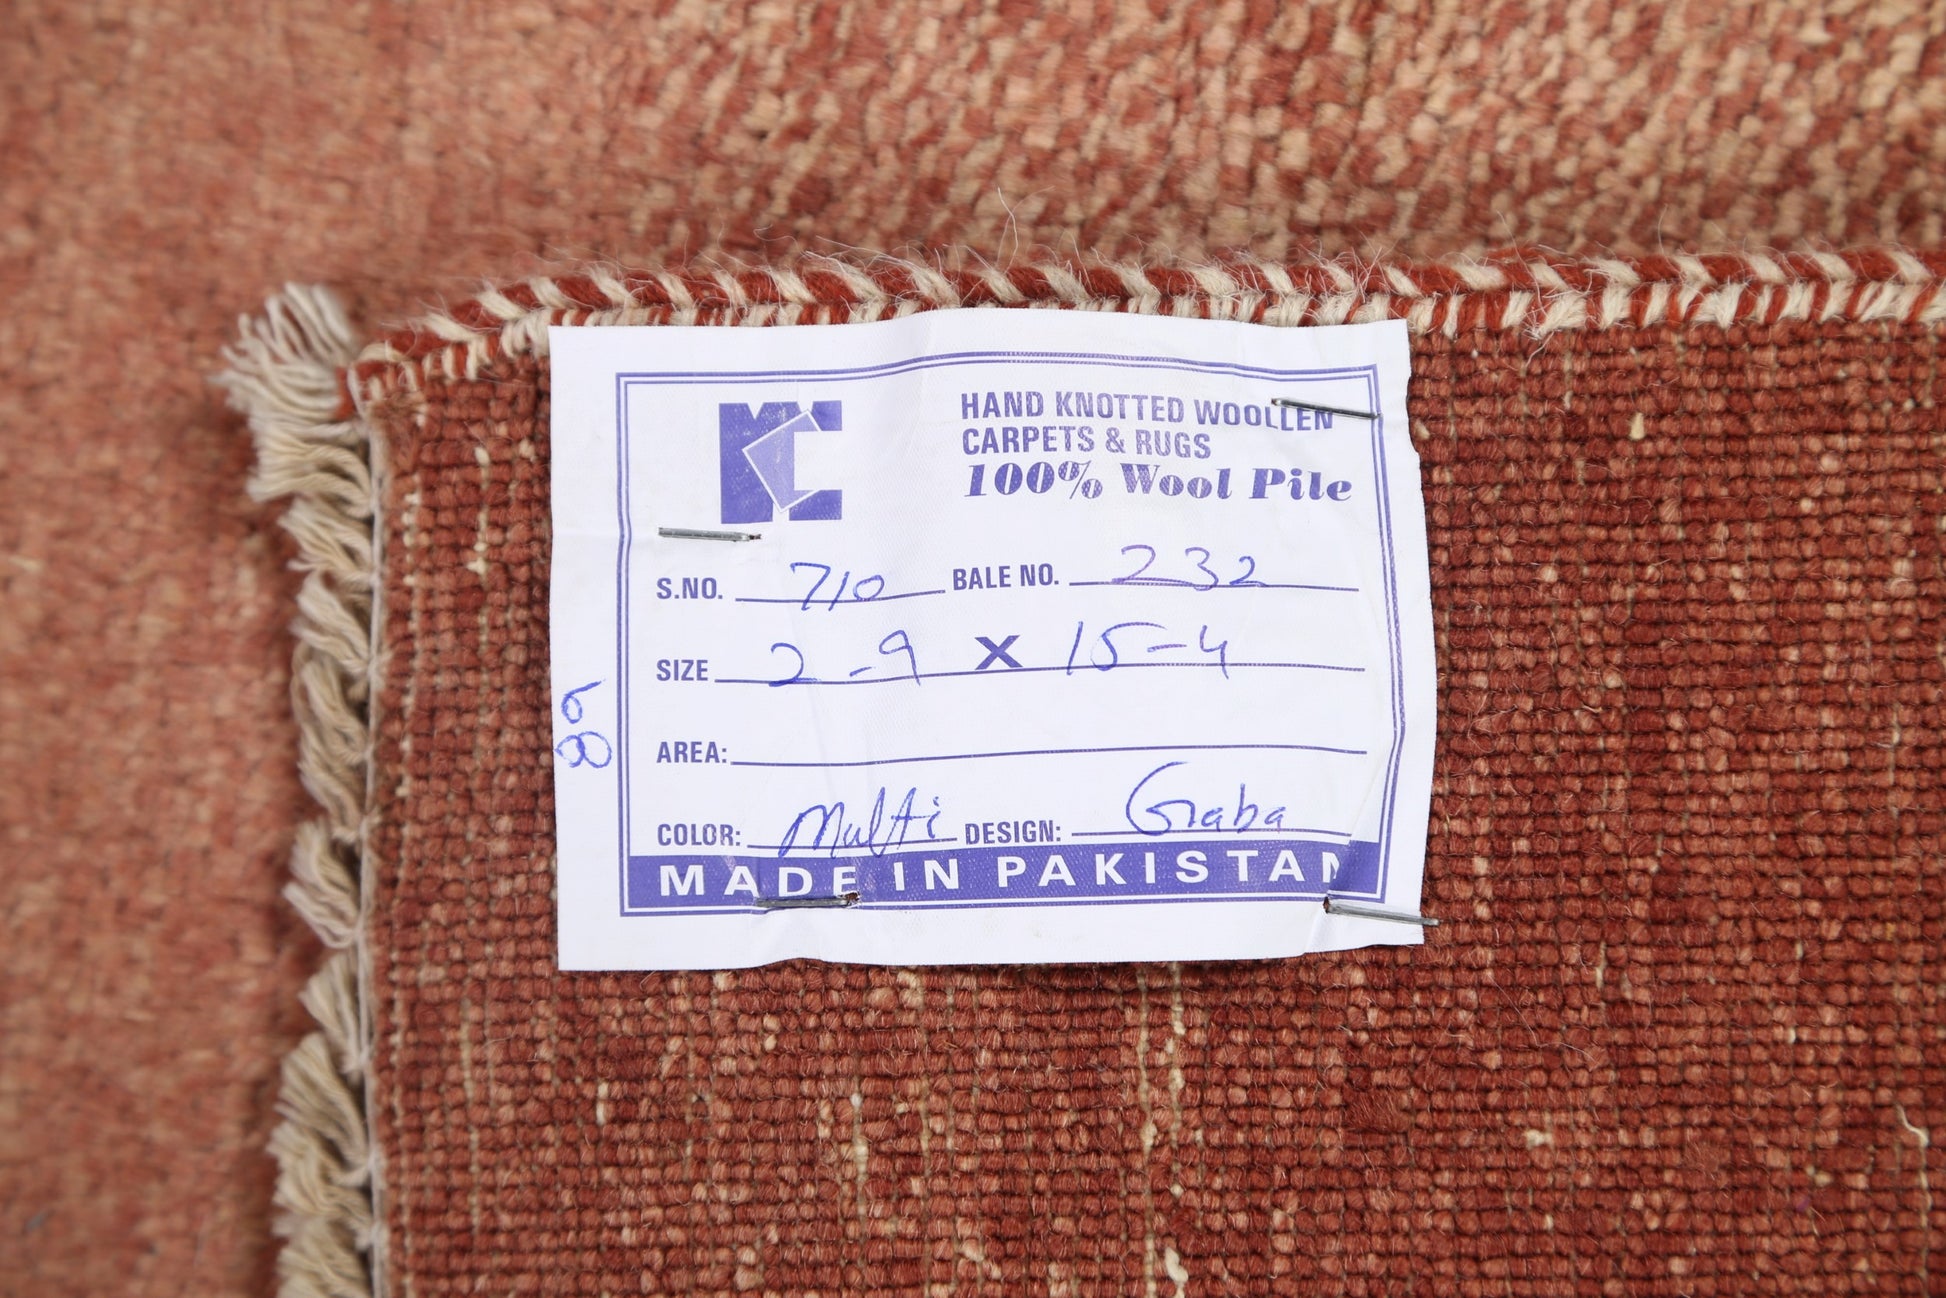 HAND KNOTTED WOOLLEN
CARPETS & RUGS
100% Wool Pile
S.NO. 710 BALE NO. 232
SIZE 2-9 X 15-4
AREA:
COLOR: Multi DESIGN: Gaba
MADE IN PAKISTAN